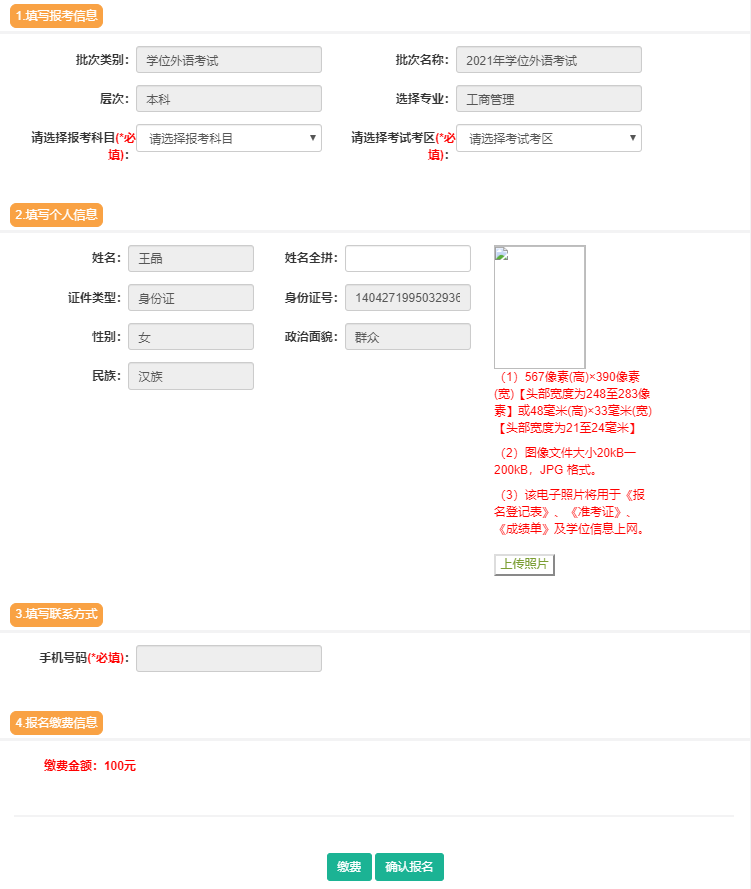 1.填写报考信息
批次类别： 学位外语考试 批次名称： 2021年学位外语考试
层次： 本科 选择专业： 工商管理
请选择报考科目(*必填)： 请选择报考科目 请选择考试考区(*必填)： 请选择考试考区
2.填写个人信息
姓名： 王晶 姓名全拼：
证件类型： 身份证 身份证号： 1404271995032936
性别： 女 政治面貌： 群众
民族： 汉族
（1）567像素(高)×390像素
(宽)【头部宽度为248至283像
素】或48毫米(高)×33毫米(宽)
【头部宽度为21至24毫米】
（2）图像文件大小20kB—
200kB，JPG 格式。
（3）该电子照片将用于《报
名登记表》、《准考证》、
《成绩单》及学位信息上网。
上传照片
3.填写联系方式
手机号码(*必填)：
4.报名缴费信息
缴费金额：100元
缴费 确认报名